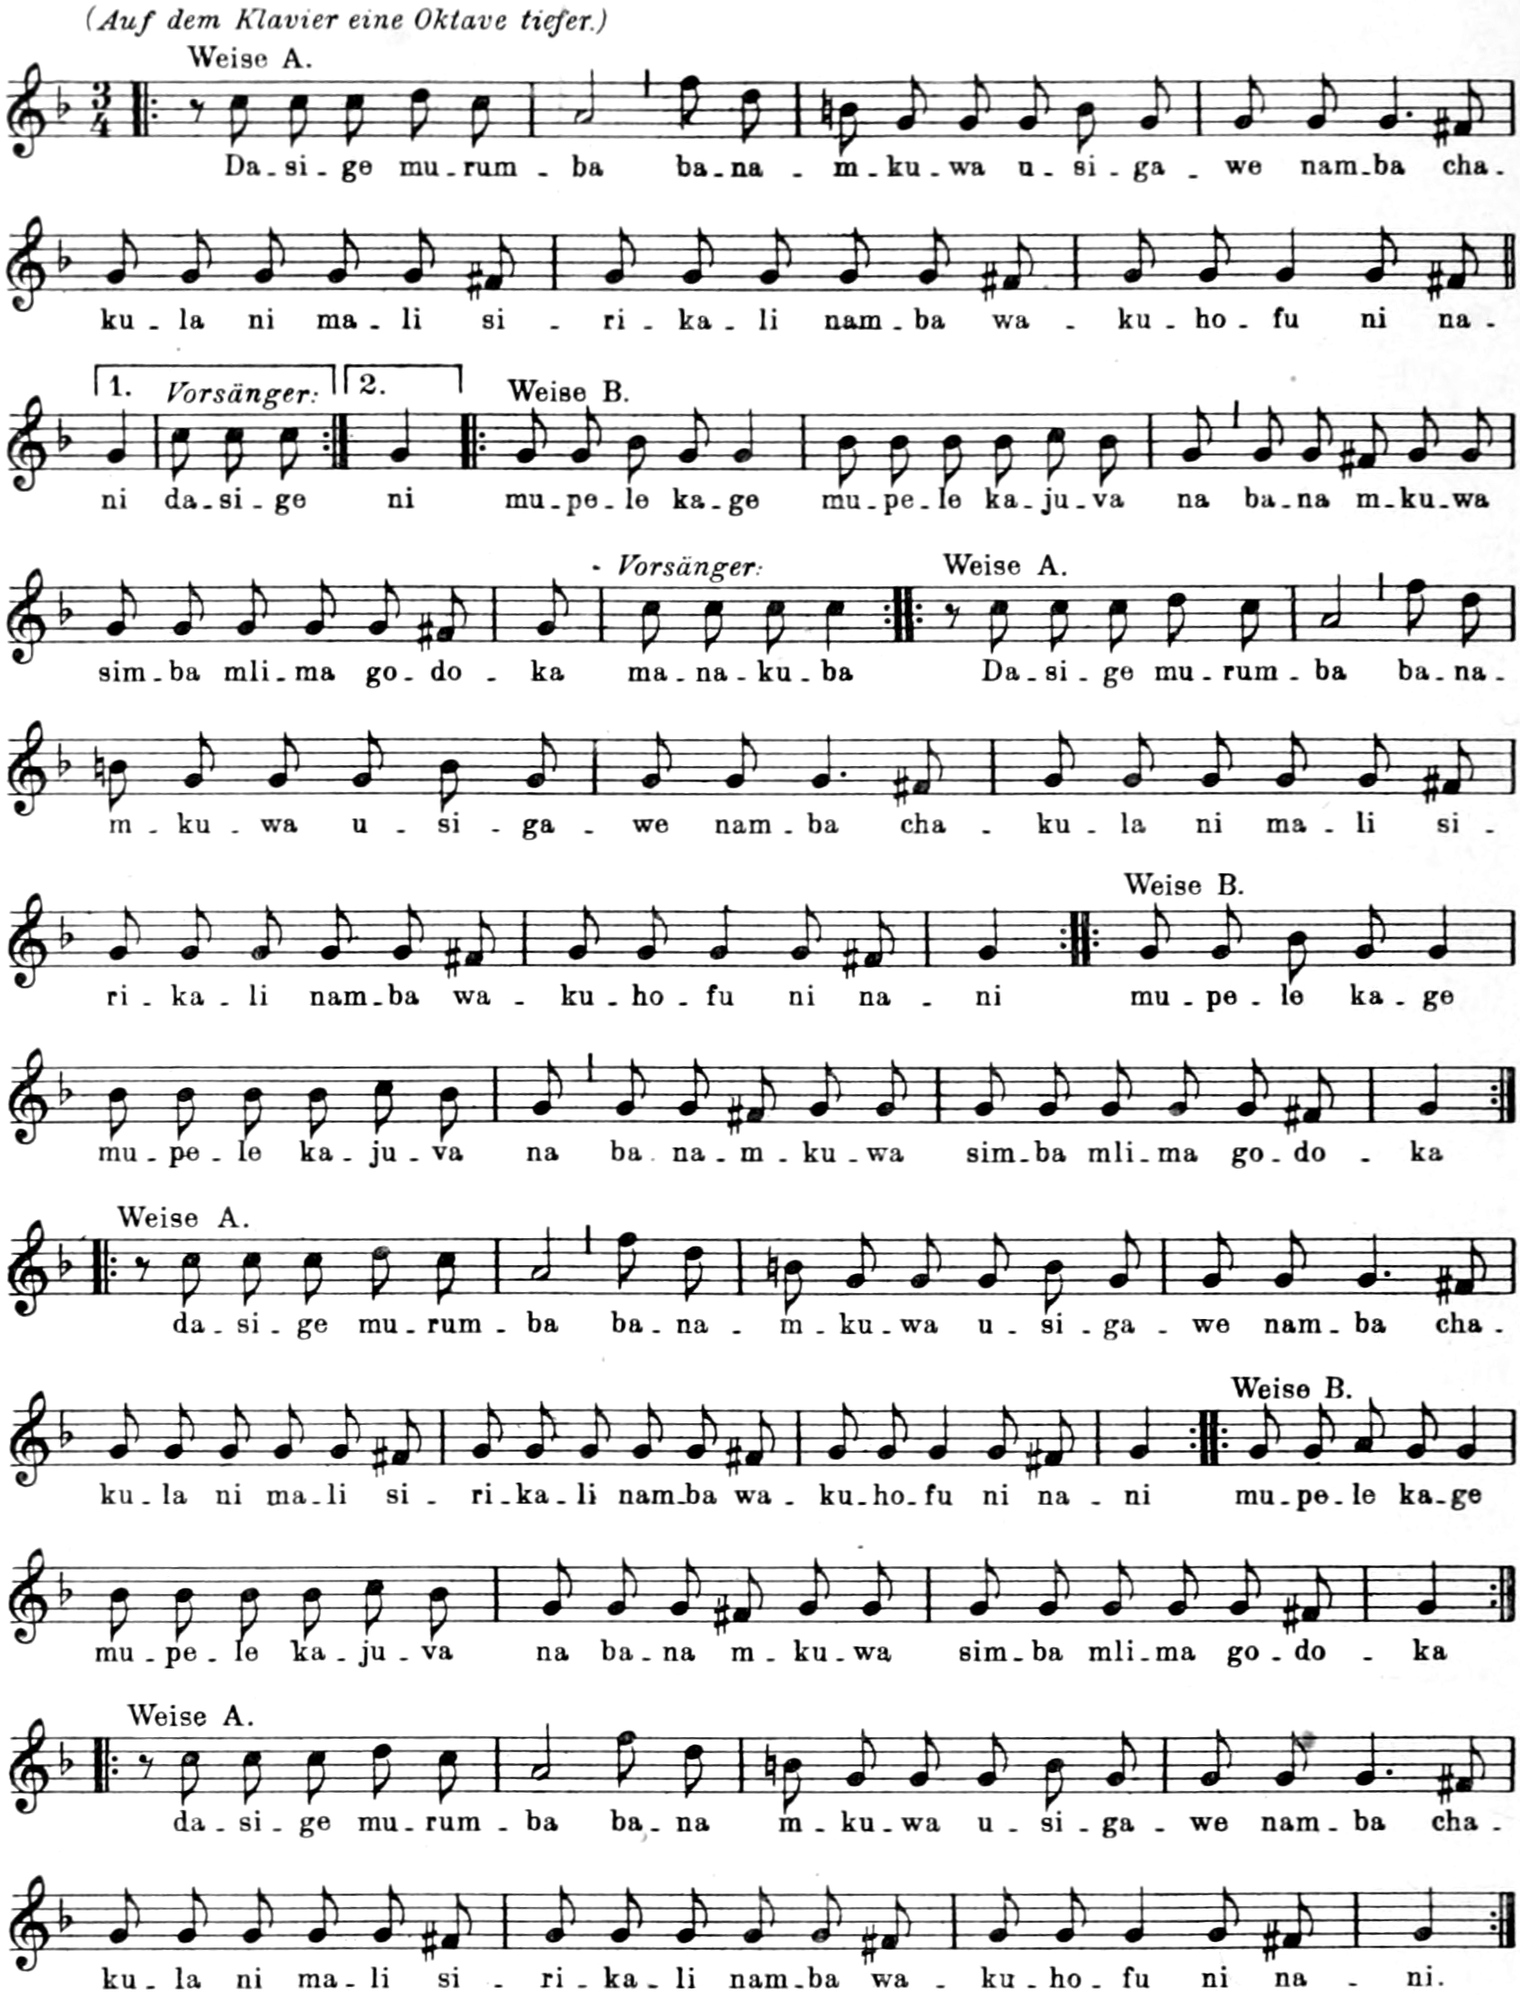 (Auf dem Klavier eine Oktave tiefer.)
Weise A.
3
4
Da-si-ge mu-rum-ba ba-na-m-ku-wa u-si-ga-we nam-ba cha-
ku-la ni ma-li si-ri-ka-li nam-ba wa-ku-ho-fu ni na-
1. Vorsänger: 2. Weise B.
ni da-si-ge ni mu-pe-le ka-ge mu-pe-le ka-ju-va na ba-na m-ku-wa
Vorsänger: Weise A.
sim-ba mli-ma go-do-ka ma-na-ku-ba Da-si-ge mu-rum-ba ba-na-
m-ku-wa u-si-ga-we nam-ba cha-ku-la ni ma-li si-
Weise B.
ri-ka-li nam-ba wa-ku-ho-fu ni na-ni mu-pe-le ka-ge
mu-pe-le ka-ju-va na ba na-m-ku-wa sim-ba mli-ma go-do-ka
Weise A.
da-si-ge mu-rum-ba ba-na-m-ku-wa u-si-ga-we nam-ba cha-
Weise B.
ku-la ni ma-li si-ri-ka-li nam-ba wa-ku-ho-fu ni na-ni mu-pe-le ka-ge
mu-pe-le ka-ju-va na ba-na m-ku-wa sim-ba mli-ma go-do-ka
Weise A.
da-si-ge mu-rum-ba ba-na m-ku-wa u-si-ga-we nam-ba cha-
ku-la ni ma-li si-ri-ka-li nam-ba wa-ku-ho-fu ni na-ni.